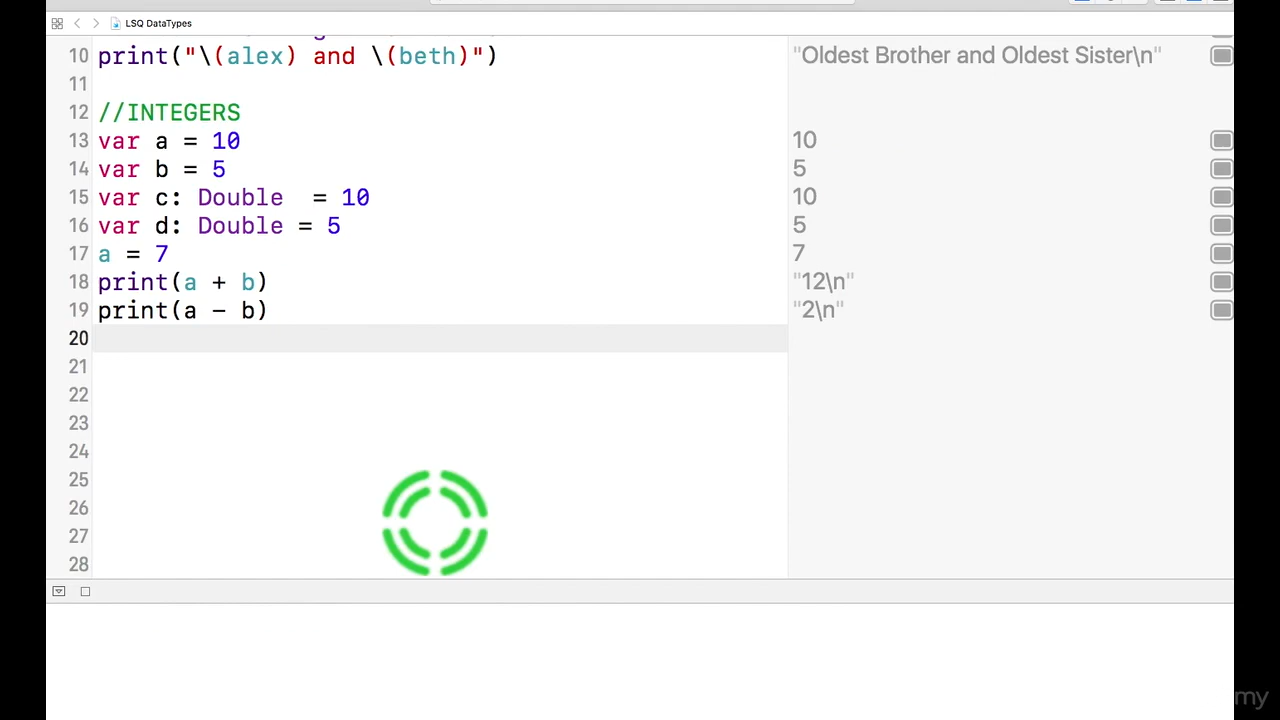 LSQ DataTypes
10 print("\(alex) and \(beth)") "Oldest Brother and Oldest Sister\n"
11
12 //INTEGERS
13 var a = 10 10
14 var b = 5 5
15 var c: Double  = 10 10
16 var d: Double = 5 5
17 a = 7 7
18 print(a + b) "12\n"
19 print(a - b) "2\n"
20
21
22
23
24
25
26
27
28
my